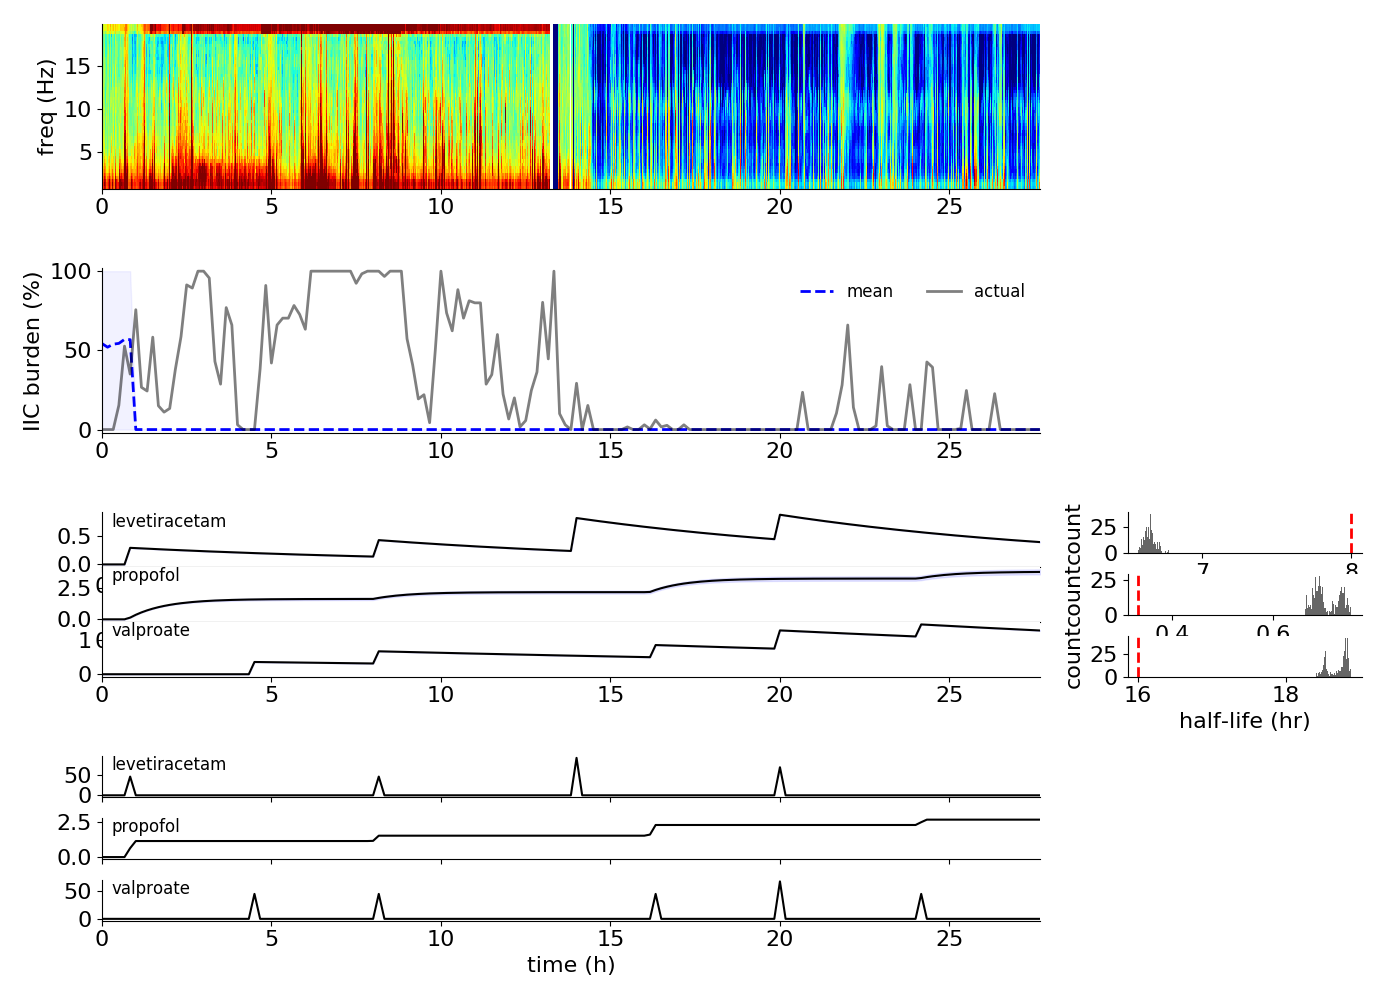 freq (Hz)
15
10
5
0 5 10 15 20 25
IIC burden (%)
100
50
0
mean actual
0 5 10 15 20 25
levetiracetam
0.5
0.0
propofol
2.5
0.0
valproate
0
0 5 10 15 20 25
count
25
0
7 8
count
25
0
0.4 0.6
count
25
0
16 18
half-life (hr)
levetiracetam
50
0
propofol
2.5
0.0
valproate
50
0
0 5 10 15 20 25
time (h)